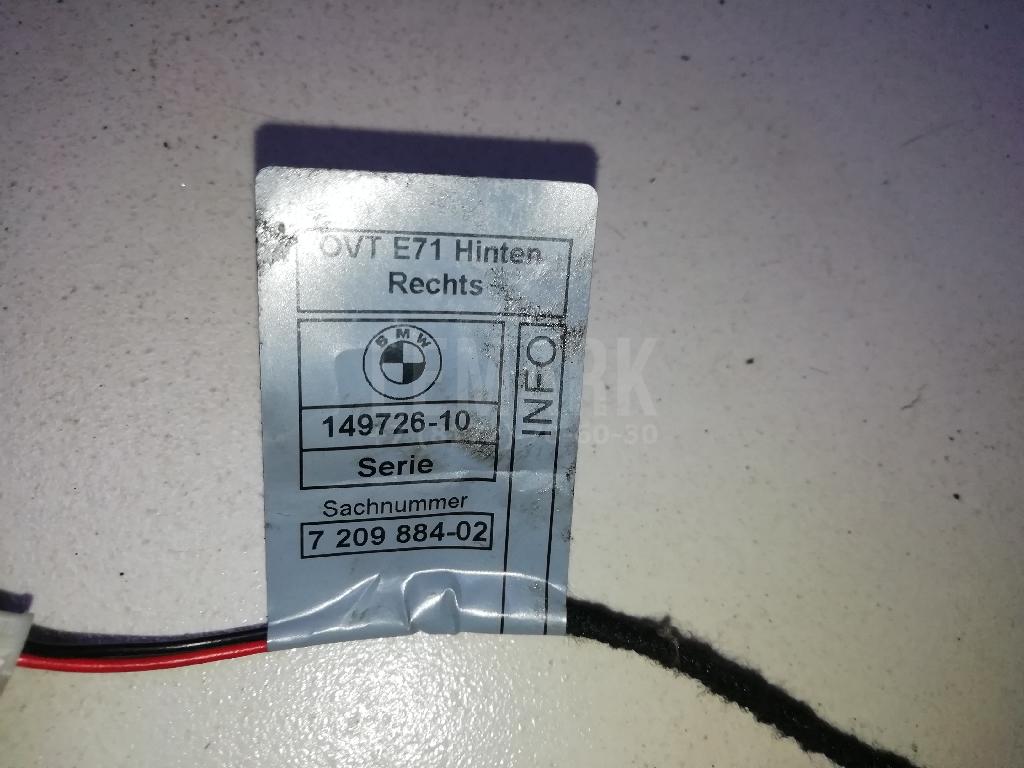 OVT E71 Hinten
Rechts
BMW
INFO
149726-10
Serie
Sachnummer
7 209 884-02